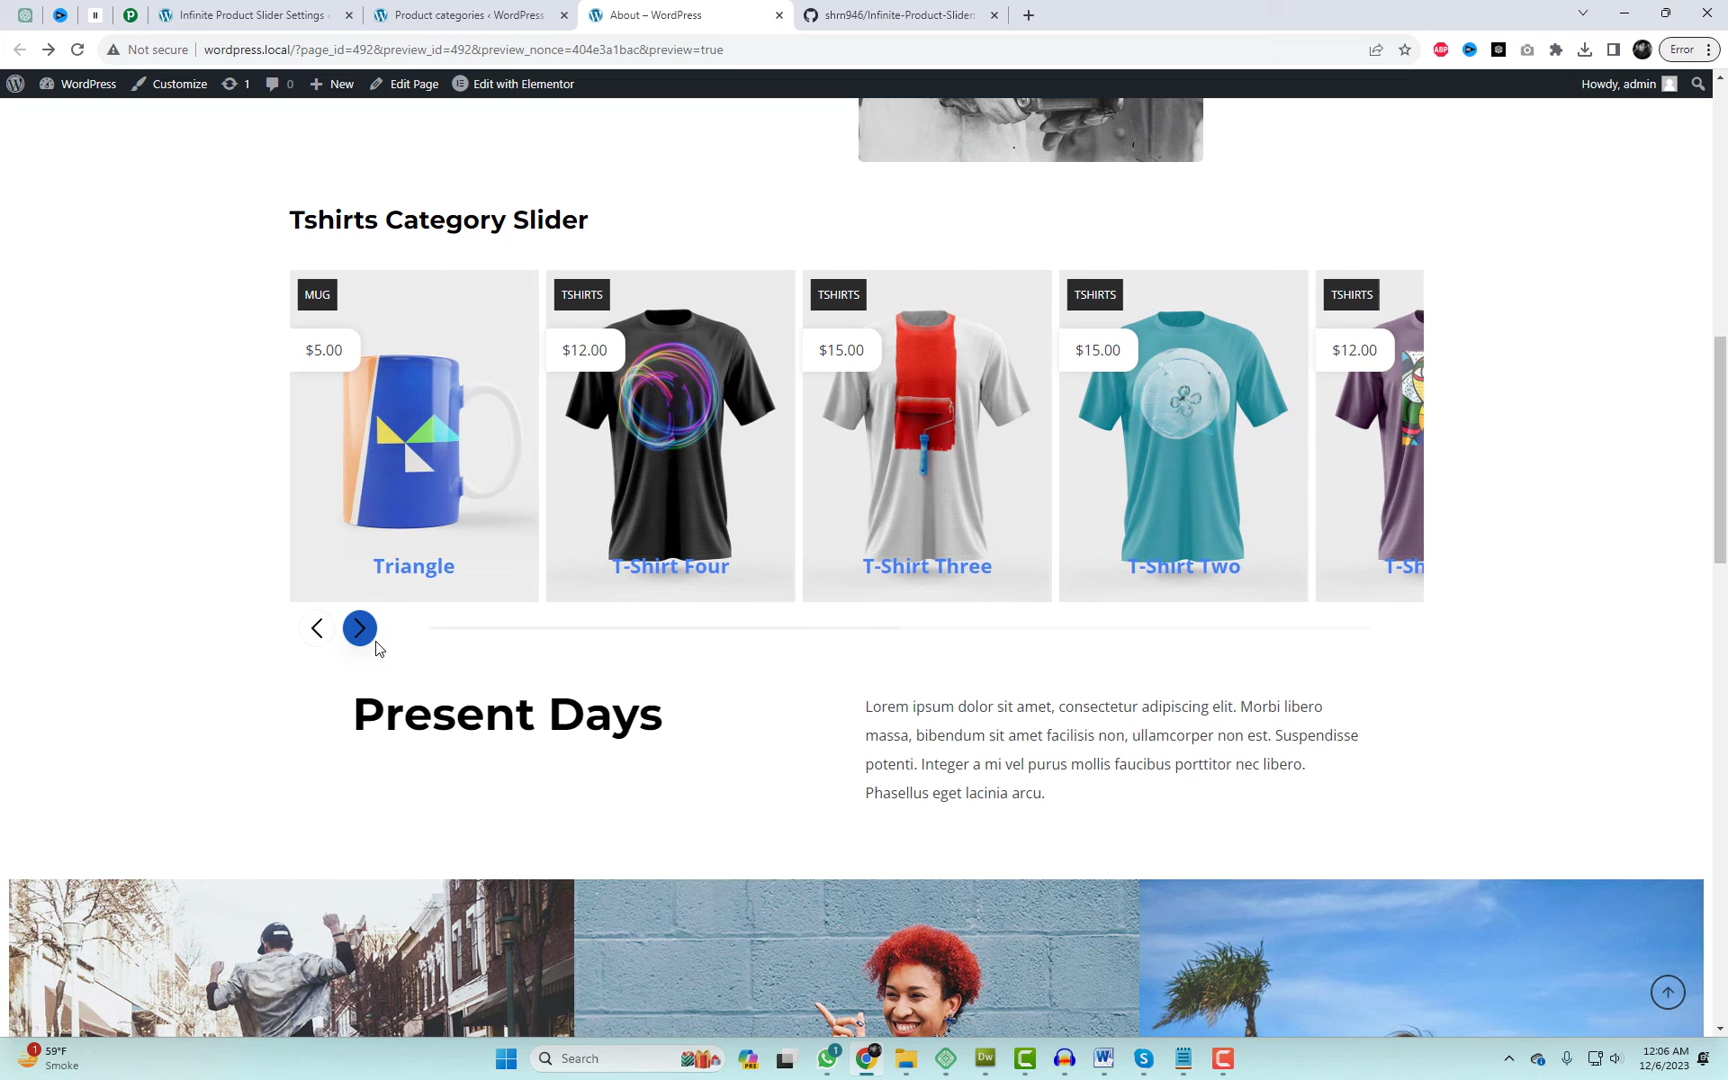 Infinite Product Slider Settings
Product categories ‹ WordPress
About – WordPress
shrn946/Infinite-Product-Slider:
Not secure
wordpress.local/?page_id=492&preview_id=492&preview_nonce=404e3a1bac&preview=true
ABP
Error
WordPress
Customize
1
0
New
Edit Page
Edit with Elementor
Howdy, admin
Tshirts Category Slider
MUG
TSHIRTS
TSHIRTS
TSHIRTS
TSHIRTS
$5.00
$12.00
$15.00
$15.00
$12.00
Triangle
T-Shirt Four
T-Shirt Three
T-Shirt Two
T-Sh
Present Days
Lorem ipsum dolor sit amet, consectetur adipiscing elit. Morbi libero
massa, bibendum sit amet facilisis non, ullamcorper non est. Suspendisse
potenti. Integer a mi vel purus mollis faucibus porttitor nec libero.
Phasellus eget lacinia arcu.
1
59°F
Smoke
Search
PRE
1
Dw
12:06 AM
12/6/2023